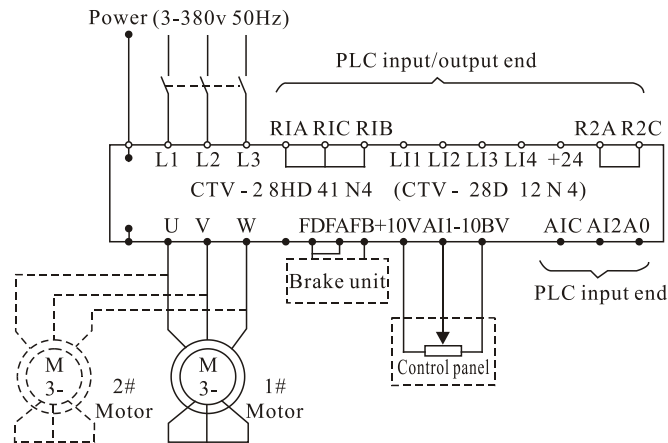 Power (3-380v 50Hz)
PLC input/output end
RIA RIC RIB R2A R2C
L1 L2 L3 LI1 LI2 LI3 LI4 +24
CTV - 2 8HD 41 N4 (CTV - 28D 12 N 4)
U V W FDFAFB+10V AI1-10BV AIC AI2A0
Brake unit
PLC input end
Control panel
M
3-
2#
Motor
M
3-
1#
Motor